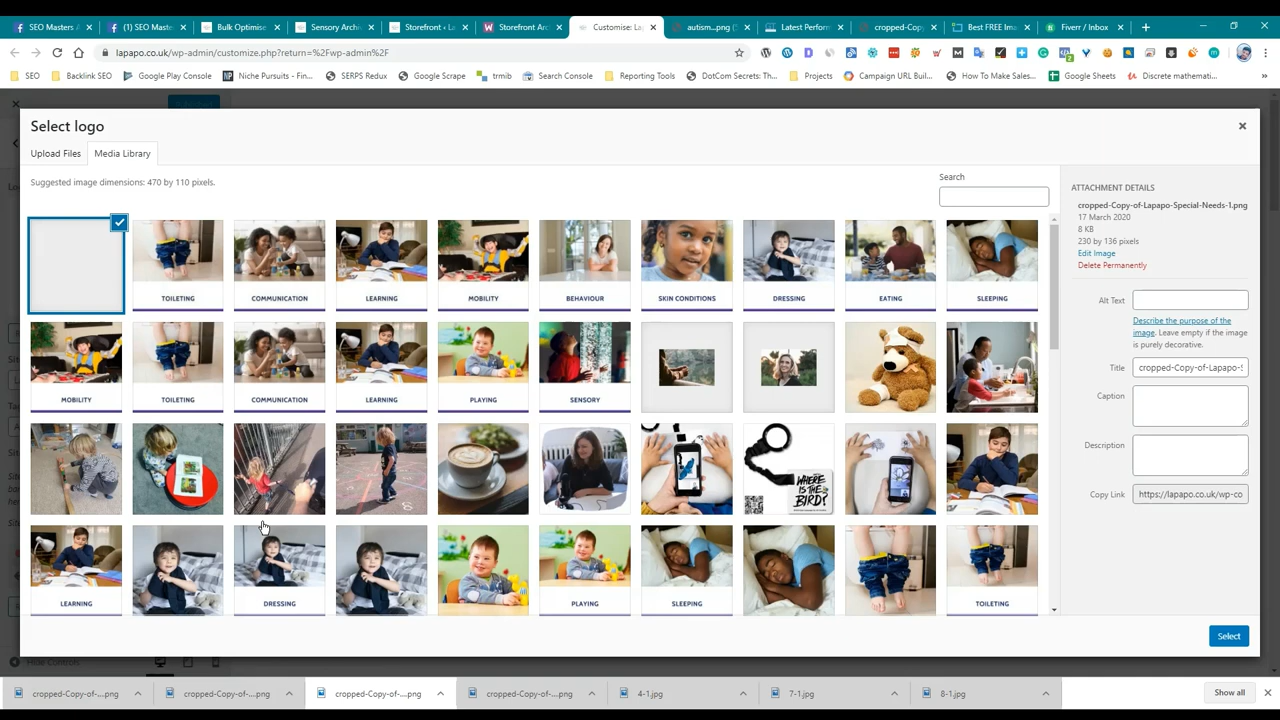 SEO Masters A
(1) SEO Maste
Bulk Optimise
Sensory Archi
Storefront ‹ L
Storefront Arc
Customise: La
autism...png (
Latest Perform
cropped-Copy
Best FREE Ima
Fiverr / Inbox
lapapo.co.uk/wp-admin/customize.php?return=%2Fwp-admin%2F
SEO
Backlink SEO
Google Play Console
Niche Pursuits - Fin...
SERPS Redux
Google Scrape
trmib
Search Console
Reporting Tools
DotCom Secrets: Th...
Projects
Campaign URL Buil...
How To Make Sales...
Google Sheets
Discrete mathemati...
Select logo
Upload Files
Media Library
Suggested image dimensions: 470 by 110 pixels.
Search
TOILETING
COMMUNICATION
LEARNING
MOBILITY
BEHAVIOUR
SKIN CONDITIONS
DRESSING
EATING
SLEEPING
MOBILITY
TOILETING
COMMUNICATION
LEARNING
PLAYING
SENSORY
WHERE
IS THE
BIRD?
LEARNING
DRESSING
PLAYING
SLEEPING
TOILETING
ATTACHMENT DETAILS
cropped-Copy-of-Lapapo-Special-Needs-1.png
17 March 2020
8 KB
230 by 136 pixels
Edit Image
Delete Permanently
Alt Text
Describe the purpose of the
image. Leave empty if the image
is purely decorative.
Title
cropped-Copy-of-Lapapo-
Caption
Description
Copy Link
https://lapapo.co.uk/wp-co
Select
Hide Controls
cropped-Copy-of-....png
cropped-Copy-of-....png
cropped-Copy-of-....png
cropped-Copy-of-....png
4-1.jpg
7-1.jpg
8-1.jpg
Show all